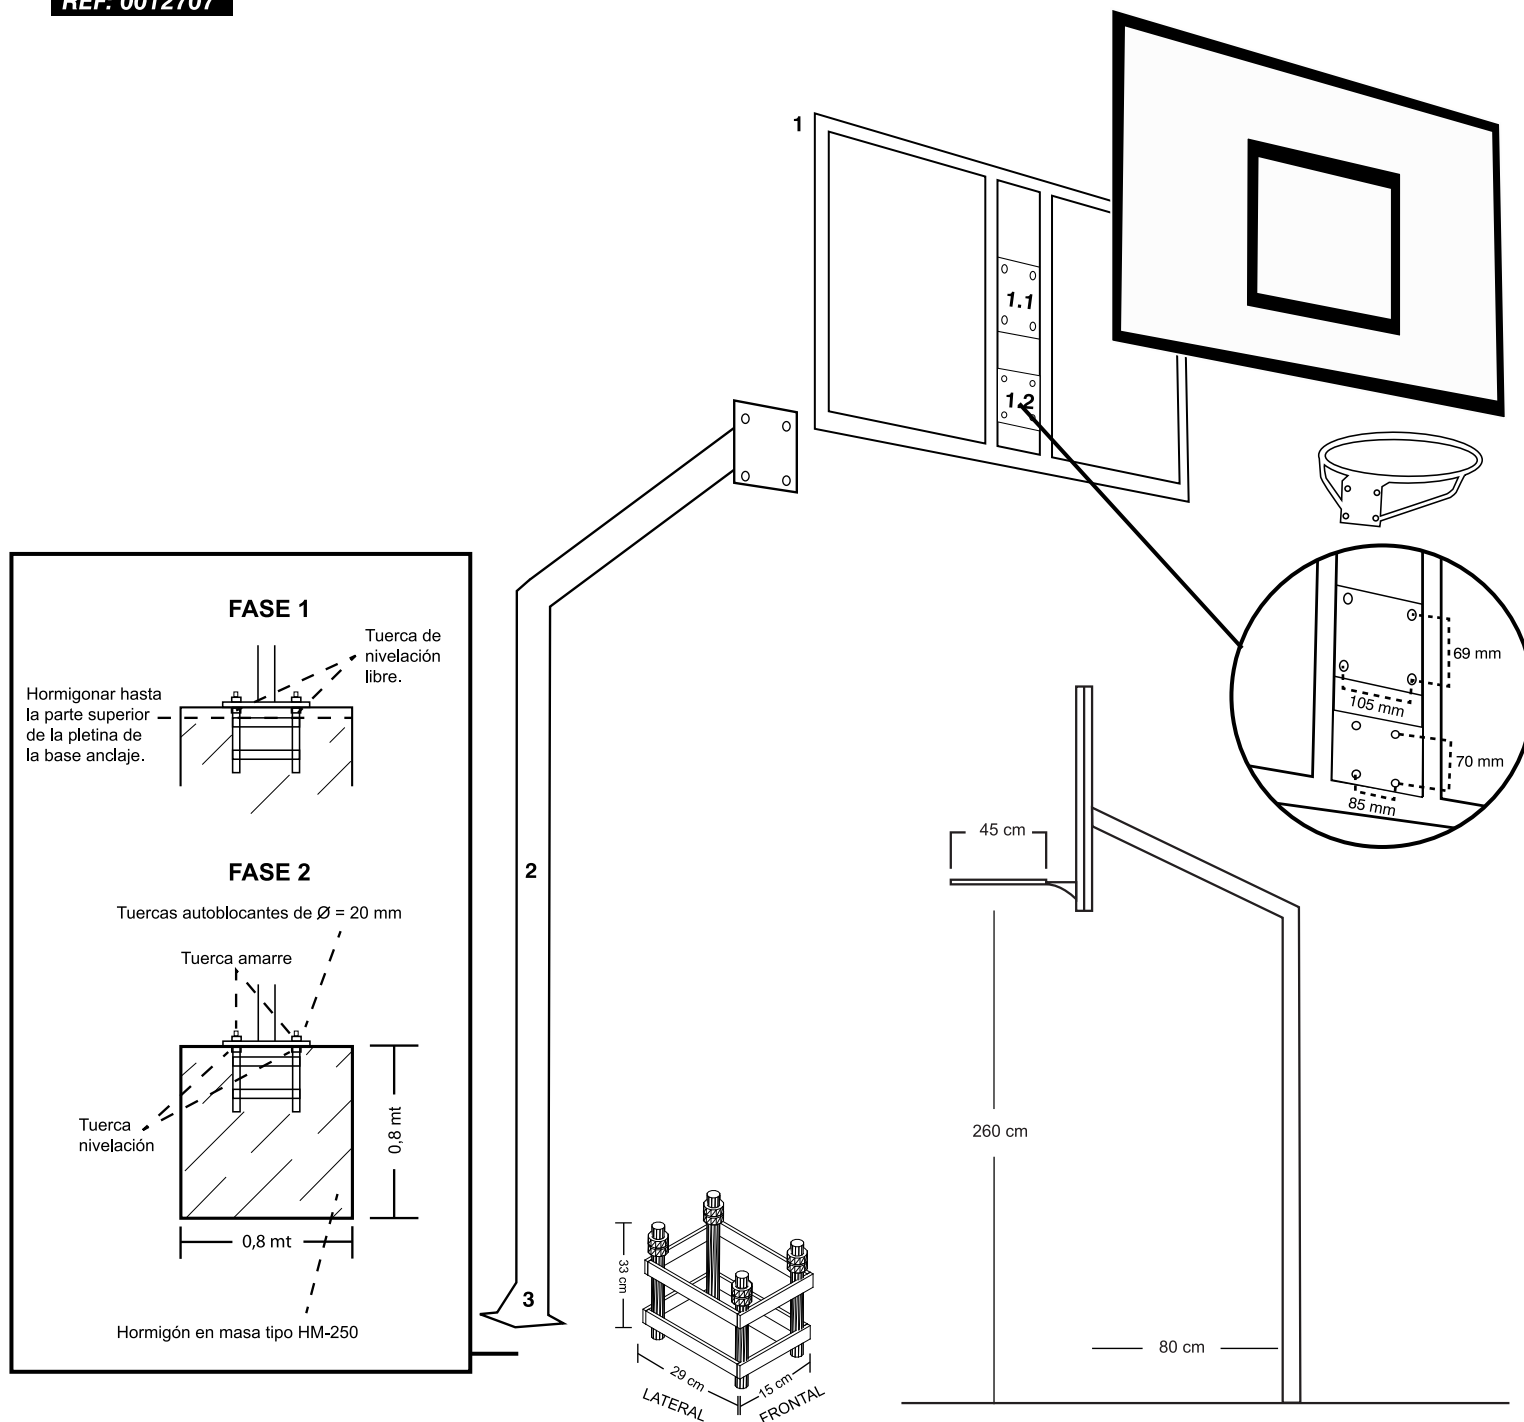 REF: 0012707
1
1.1
1.2
FASE 1
Tuerca de
nivelación
libre.
Hormigonar hasta
la parte superior
de la pletina de
la base anclaje.
FASE 2
Tuercas autoblocantes de Ø = 20 mm
Tuerca amarre
Tuerca
nivelación
0,8 mt
0,8 mt
Hormigón en masa tipo HM-250
2
3
33 cm
29 cm
15 cm
LATERAL
FRONTAL
69 mm
105 mm
70 mm
85 mm
45 cm
260 cm
80 cm